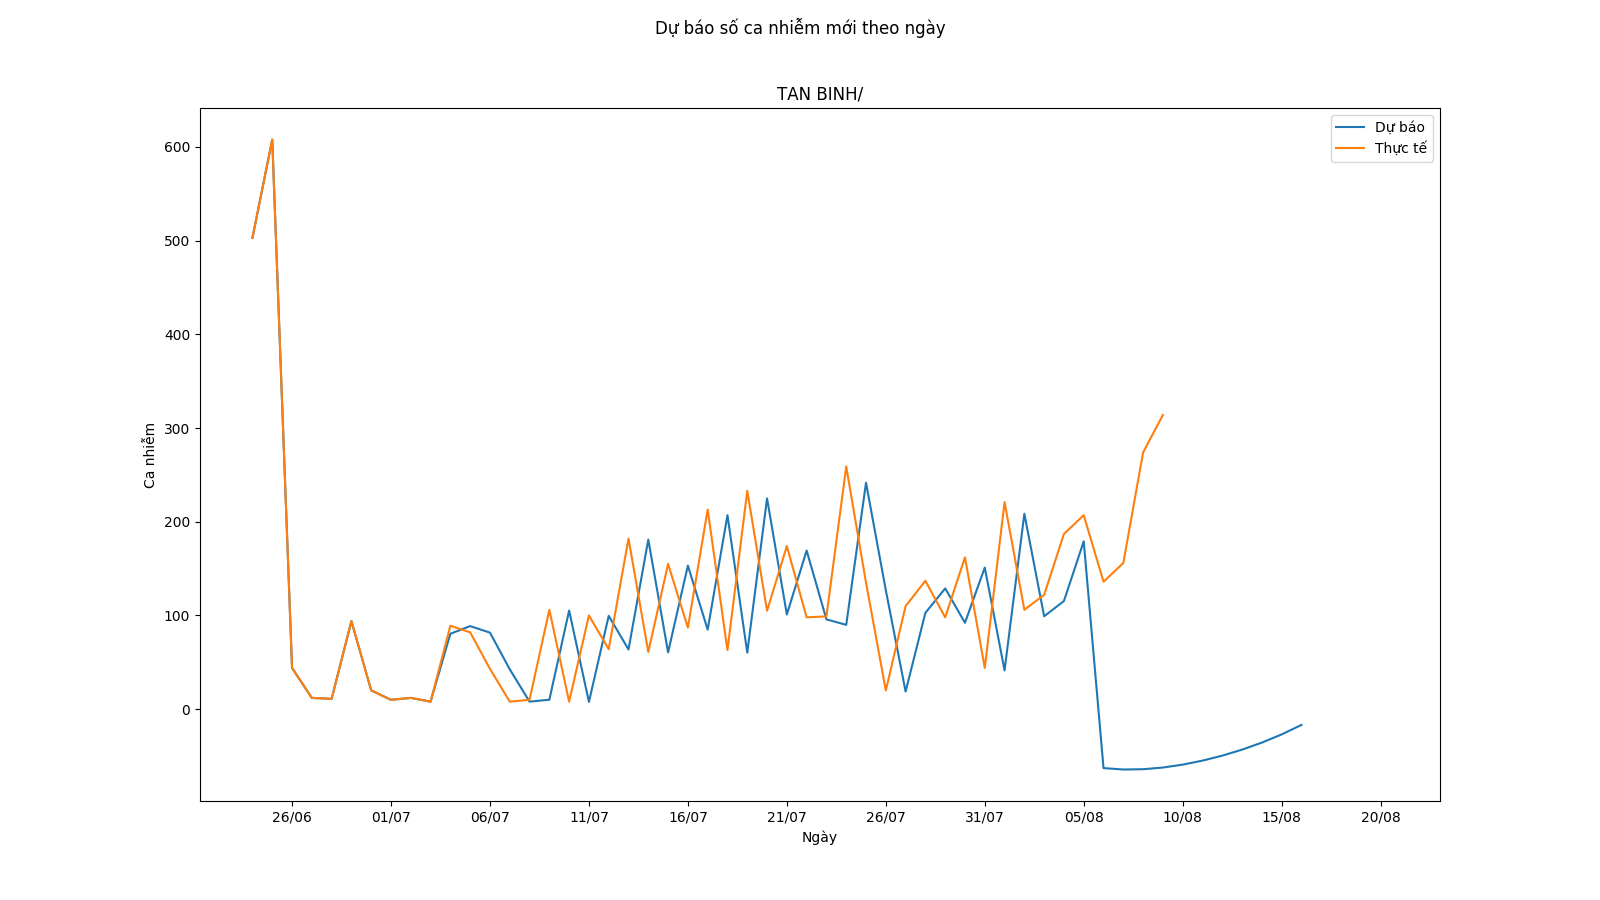 Dự báo số ca nhiễm mới theo ngày
TAN BINH/
Dự báo
Thực tế
600
500
400
300
200
100
0
Ca nhiễm
26/06 01/07 06/07 11/07 16/07 21/07 26/07 31/07 05/08 10/08 15/08 20/08
Ngày